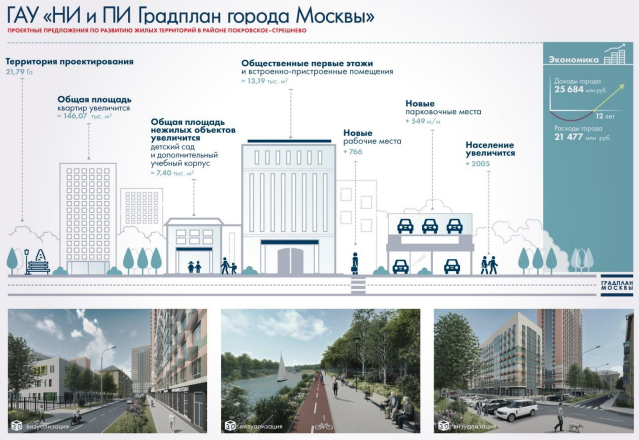 ГАУ «НИ и ПИ Градплан города Москвы»
ПРОЕКТНЫЕ ПРЕДЛОЖЕНИЯ ПО РАЗВИТИЮ ЖИЛЫХ ТЕРРИТОРИЙ В РАЙОНЕ ПОКРОВСКОЕ–СТРЕШНЕВО
Территория проектирования
21,79 Га
Общая площадь
квартир увеличится
≈ 146,07 тыс. м²
Общая площадь
нежилых объектов
увеличится
детский сад
и дополнительный
учебный корпус
≈ 7,40 тыс. м²
Общественные первые этажи
и встроенно-пристроенные помещения
≈ 13,19 тыс. м²
Новые
рабочие места
+ 766
Новые
парковочные места
+ 549 м/м
Население
увеличится
+ 2005
Экономика
Доходы города
25 684 млн руб.
12 лет
Расходы города
21 477 млн руб.
ГРАДПЛАН
МОСКВЫ
3D визуализация
3D визуализация
3D визуализация